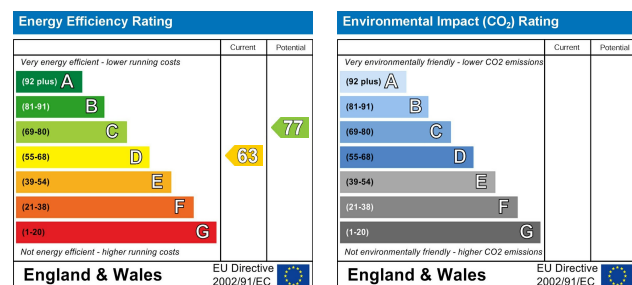 Energy Efficiency Rating
Current Potential
Very energy efficient - lower running costs
(92 plus) A
(81-91) B
(69-80) C
77
(55-68) D
63
(39-54) E
(21-38) F
(1-20) G
Not energy efficient - higher running costs
England & Wales
EU Directive
2002/91/EC
Environmental Impact (CO₂) Rating
Current Potential
Very environmentally friendly - lower CO2 emissions
(92 plus) A
(81-91) B
(69-80) C
(55-68) D
(39-54) E
(21-38) F
(1-20) G
Not environmentally friendly - higher CO2 emissions
England & Wales
EU Directive
2002/91/EC